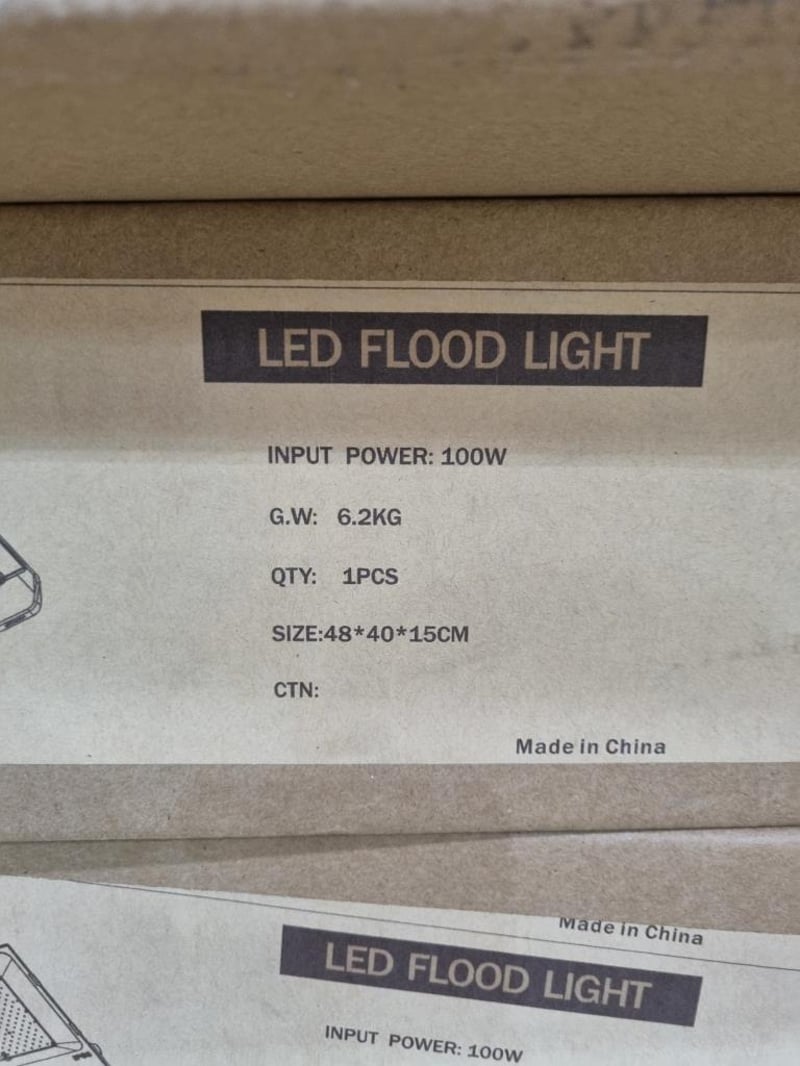 LED FLOOD LIGHT
INPUT POWER: 100W
G.W: 6.2KG
QTY: 1PCS
SIZE:48*40*15CM
CTN:
Made in China
Made in China
LED FLOOD LIGHT
INPUT POWER: 100W